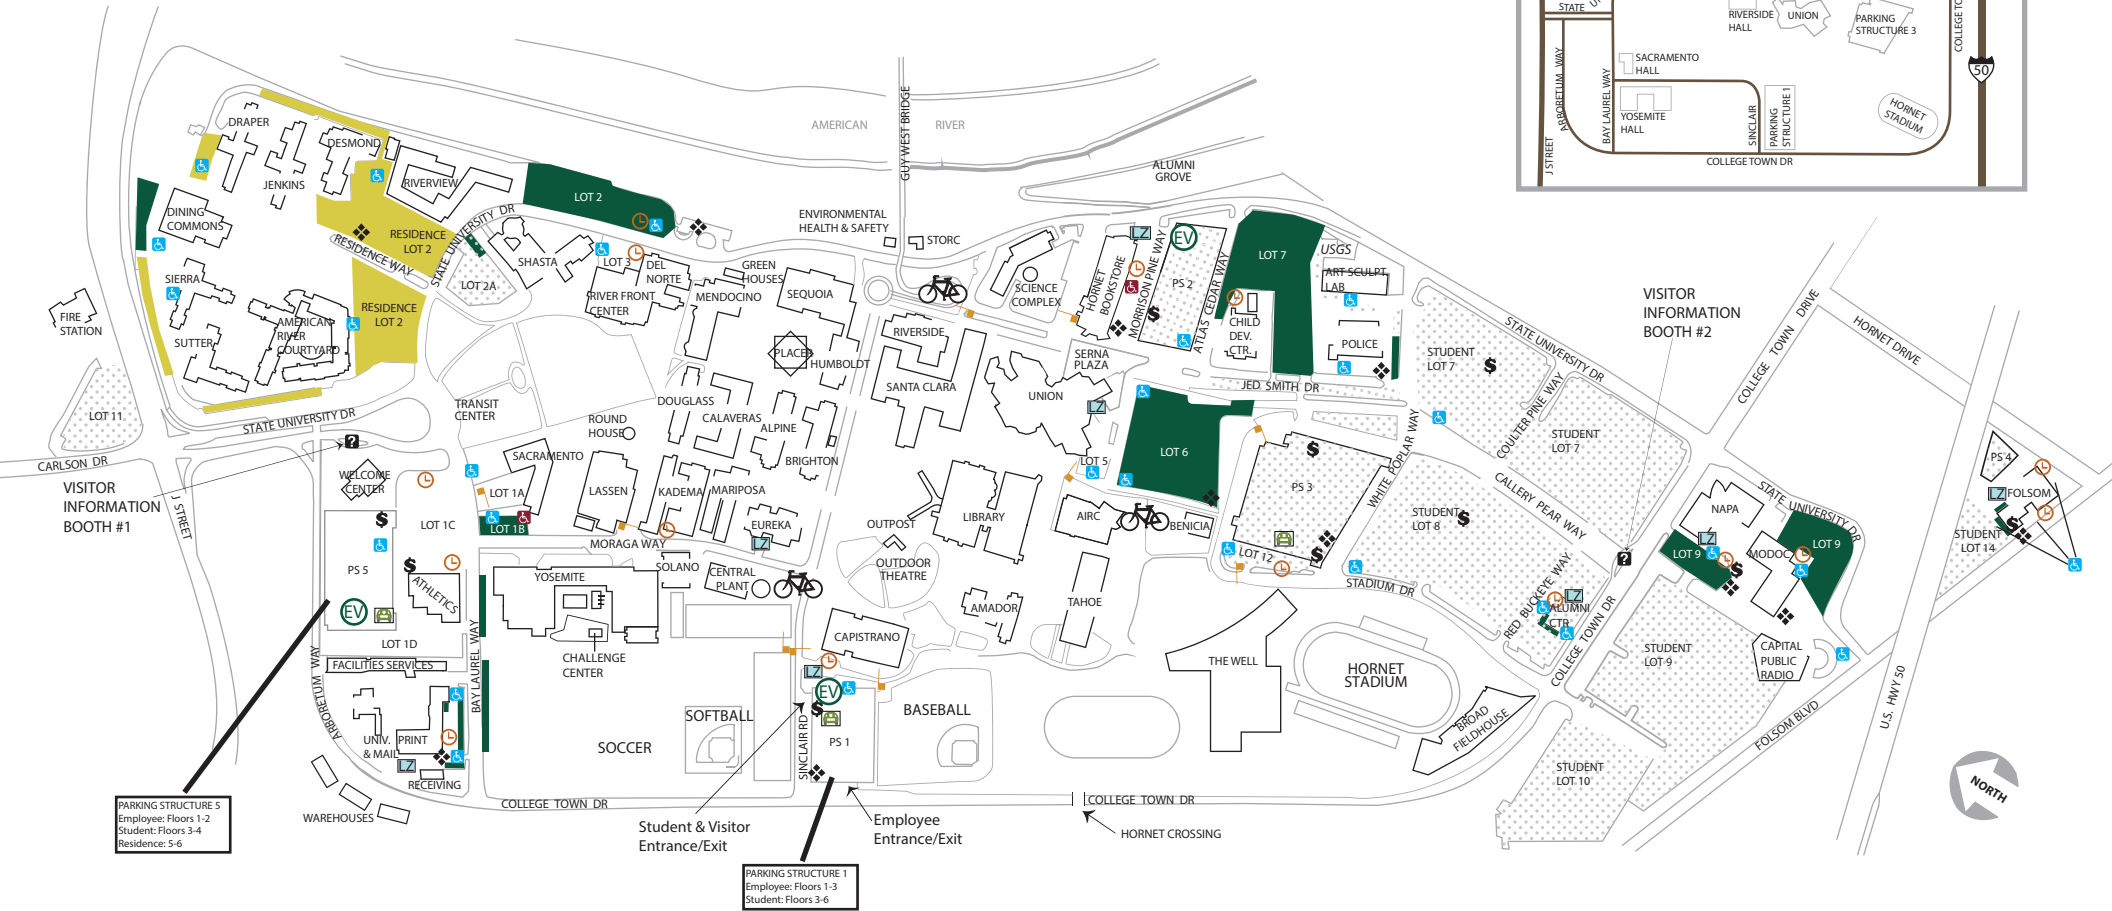 STATE
RIVERSIDE
HALL
UNION
PARKING
STRUCTURE 3
SACRAMENTO
HALL
YOSEMITE
HALL
ARBORETUM WAY
BAY LAUREL WAY
J STREET
SINCLAIR
PARKING
STRUCTURE 1
HORNET
STADIUM
COLLEGE TOWN DR
50
AMERICAN
RIVER
GUY WEST BRIDGE
ALUMNI
GROVE
DRAPER
DESMOND
JENKINS
RIVERVIEW
DINING
COMMONS
LOT 2
RESIDENCE
LOT 2
RESIDENCE WAY
STATE UNIVERSITY DR
SHASTA
LOT 2A
LOT 3
DEL
NORTE
RIVER FRONT
CENTER
GREEN
HOUSES
MENDOCINO
SEQUOIA
ENVIRONMENTAL
HEALTH & SAFETY
STORC
SCIENCE
COMPLEX
HORNET
BOOKSTORE
LZ
MORRISON PINE WAY
EV
PS 2
ATLAS CEDAR WAY
LOT 7
USGS
ART SCULPT.
LAB
CHILD
DEV.
CTR.
POLICE
SIERRA
SUTTER
AMERICAN
RIVER
COURTYARD
RESIDENCE
LOT 2
FIRE
STATION
LOT 11
STATE UNIVERSITY DR
CARLSON DR
J STREET
VISITOR
INFORMATION
BOOTH #1
?
WELCOME
CENTER
TRANSIT
CENTER
ROUND
HOUSE
DOUGLASS
CALAVERAS
ALPINE
BRIGHTON
PLACER
HUMBOLDT
RIVERSIDE
SANTA CLARA
UNION
LZ
SERNA
PLAZA
JED SMITH DR
STUDENT
LOT 7
STATE UNIVERSITY DR
COULTER PINE WAY
STUDENT
LOT 7
VISITOR
INFORMATION
BOOTH #2
COLLEGE TOWN DRIVE
HORNET DRIVE
SACRAMENTO
LOT 1A
LOT 1B
LOT 1C
LASSEN
KADEMA
MARIPOSA
EUREKA
LZ
MORAGA WAY
SOLANO
CENTRAL
PLANT
OUTPOST
LIBRARY
OUTDOOR
THEATRE
AIRC
BENICIA
LOT 5
LOT 6
PS 3
LOT 12
WHITE POPLAR WAY
STUDENT
LOT 8
CALLERY PEAR WAY
STADIUM DR
RED BUCKEYE WAY
LZ
ALUMNI
CTR
COLLEGE TOWN DR
?
NAPA
LZ
LOT 9
MODOC
LOT 9
STATE UNIVERSITY DR
STUDENT
LOT 9
CAPITAL
PUBLIC
RADIO
PS 4
LZ
FOLSOM
STUDENT
LOT 14
U.S. HWY 50
FOLSOM BLVD
PS 5
EV
ATHLETICS
LOT 1D
FACILITIES SERVICES
ARBORETUM WAY
BAY LAUREL WAY
UNIV.
& MAIL
PRINT
LZ
RECEIVING
WAREHOUSES
YOSEMITE
CHALLENGE
CENTER
AMADOR
TAHOE
CAPISTRANO
LZ
EV
PS 1
SINCLAIR RD
SOFTBALL
SOCCER
BASEBALL
THE WELL
HORNET
STADIUM
BROAD
FIELDHOUSE
STUDENT
LOT 10
COLLEGE TOWN DR
COLLEGE TOWN DR
HORNET CROSSING
Student & Visitor
Entrance/Exit
Employee
Entrance/Exit
PARKING STRUCTURE 5
Employee: Floors 1-2
Student: Floors 3-4
Residence: 5-6
PARKING STRUCTURE 1
Employee: Floors 1-3
Student: Floors 3-6
NORTH